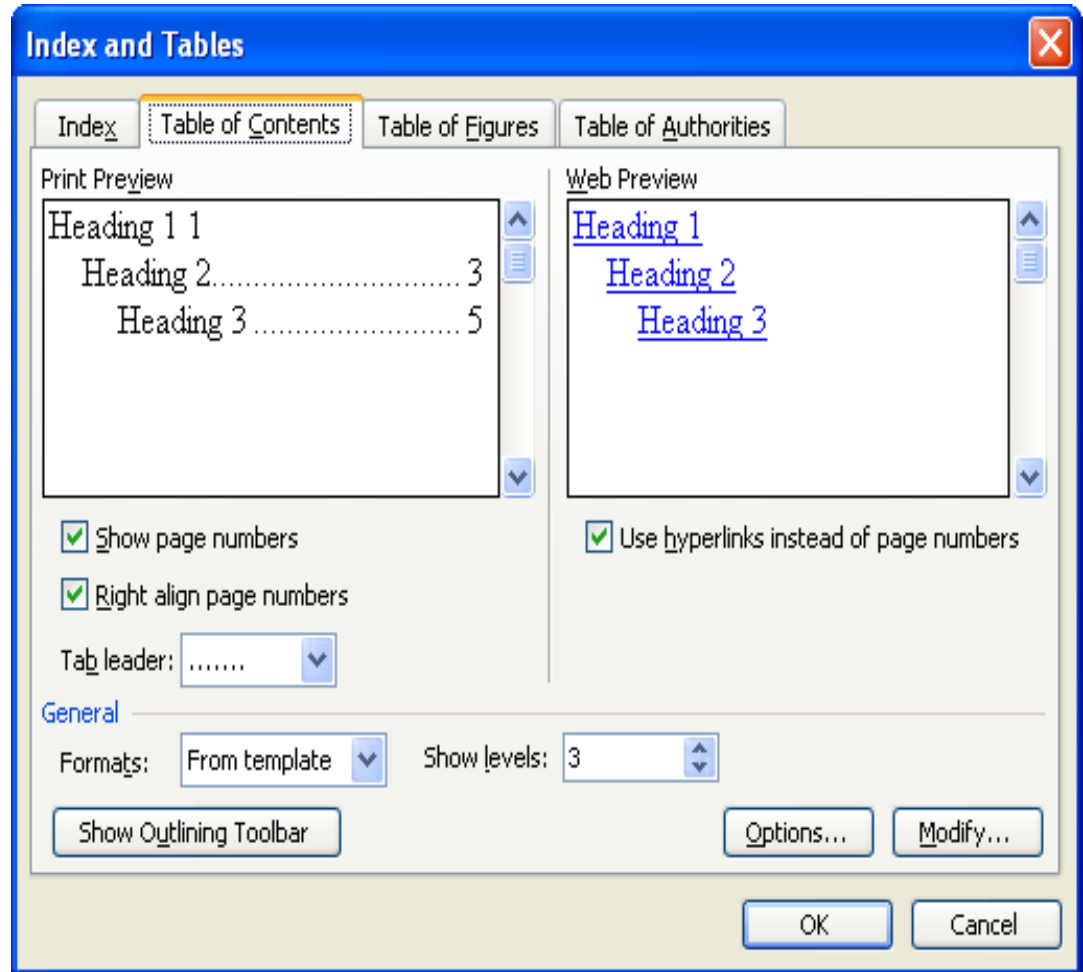 Index and Tables
Index Table of Contents Table of Figures Table of Authorities
Print Preview
Heading 1 1
Heading 2............................ 3
Heading 3 ........................ 5
Web Preview
Heading 1
Heading 2
Heading 3
Show page numbers
Right align page numbers
Tab leader: .......
Use hyperlinks instead of page numbers
General
Formats: From template Show levels: 3
Show Outlining Toolbar Options... Modify...
OK Cancel